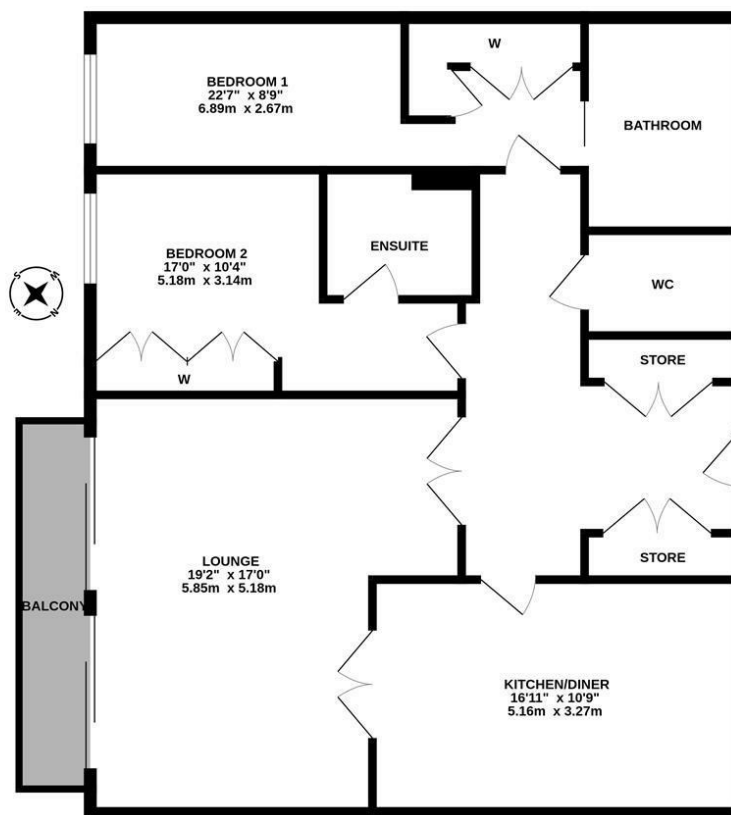 W
BEDROOM 1
22'7" x 8'9"
6.89m x 2.67m
BATHROOM
BEDROOM 2
17'0" x 10'4"
5.18m x 3.14m
ENSUITE
S
W
E
N
WC
STORE
W
LOUNGE
19'2" x 17'0"
5.85m x 5.18m
STORE
BALCONY
KITCHEN/DINER
16'11" x 10'9"
5.16m x 3.27m